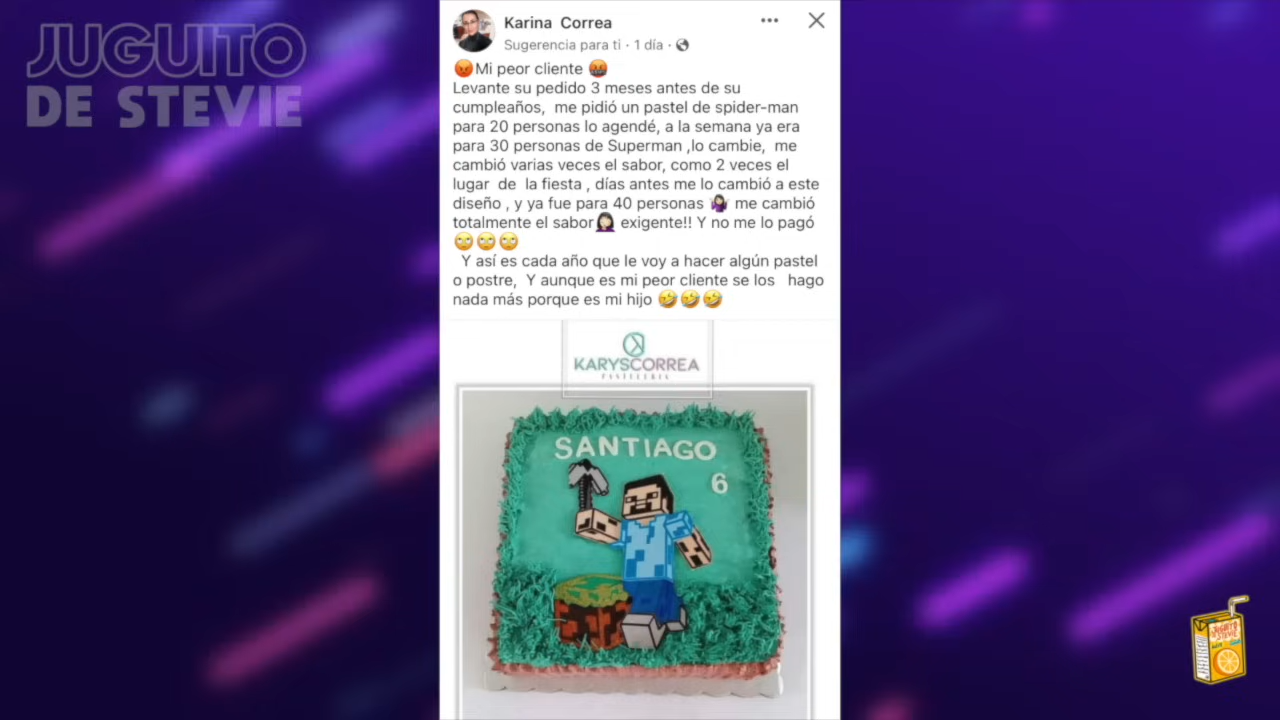 JUGUITO
DE STEVIE
Karina Correa
Sugerencia para ti · 1 día ·
😡Mi peor cliente 🤬
Levante su pedido 3 meses antes de su
cumpleaños, me pidió un pastel de spider-man
para 20 personas lo agendé, a la semana ya era
para 30 personas de Superman ,lo cambie, me
cambió varias veces el sabor, como 2 veces el
lugar de la fiesta , días antes me lo cambió a este
diseño , y ya fue para 40 personas 🤷🏻‍♀️ me cambió
totalmente el sabor🤦🏻‍♀️ exigente!! Y no me lo pagó
🙄🙄🙄
Y así es cada año que le voy a hacer algún pastel
o postre, Y aunque es mi peor cliente se los hago
nada más porque es mi hijo 🤣🤣🤣
KARYSCORREA
PASTELERIA
SANTIAGO
6
JUGUITO
DE STEVIE